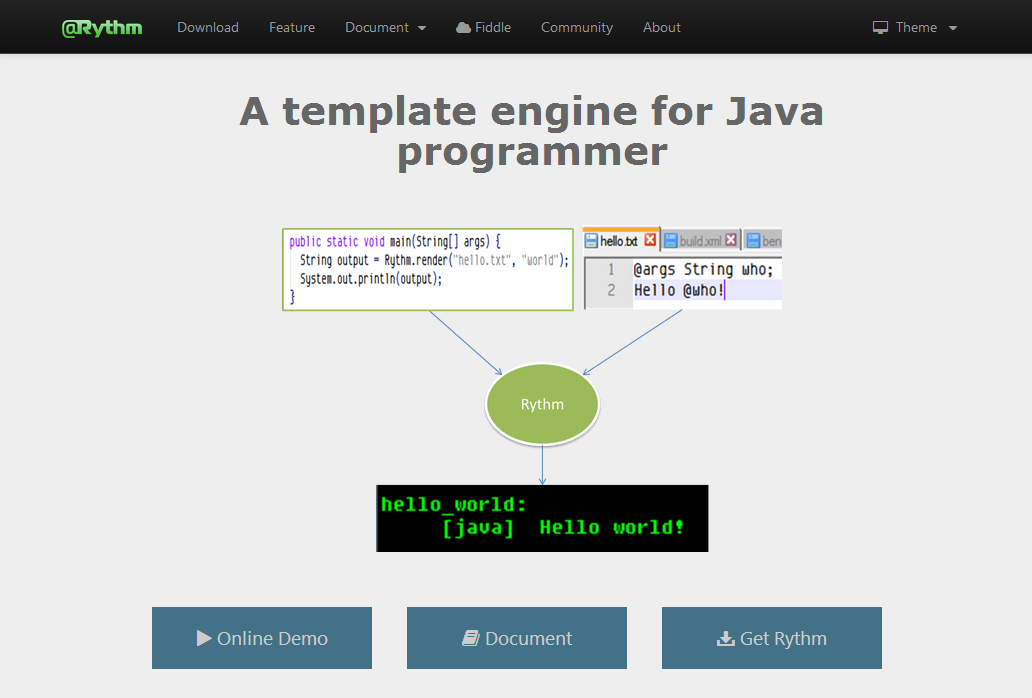 @Rythm Download Feature Document Fiddle Community About Theme
A template engine for Java
programmer
public static void main(String[] args) {
String output = Rythm.render("hello.txt", "world");
System.out.println(output);
}
hello.txt build.xml ben
1 @args String who;
2 Hello @who!
Rythm
hello_world:
[java] Hello world!
Online Demo Document Get Rythm